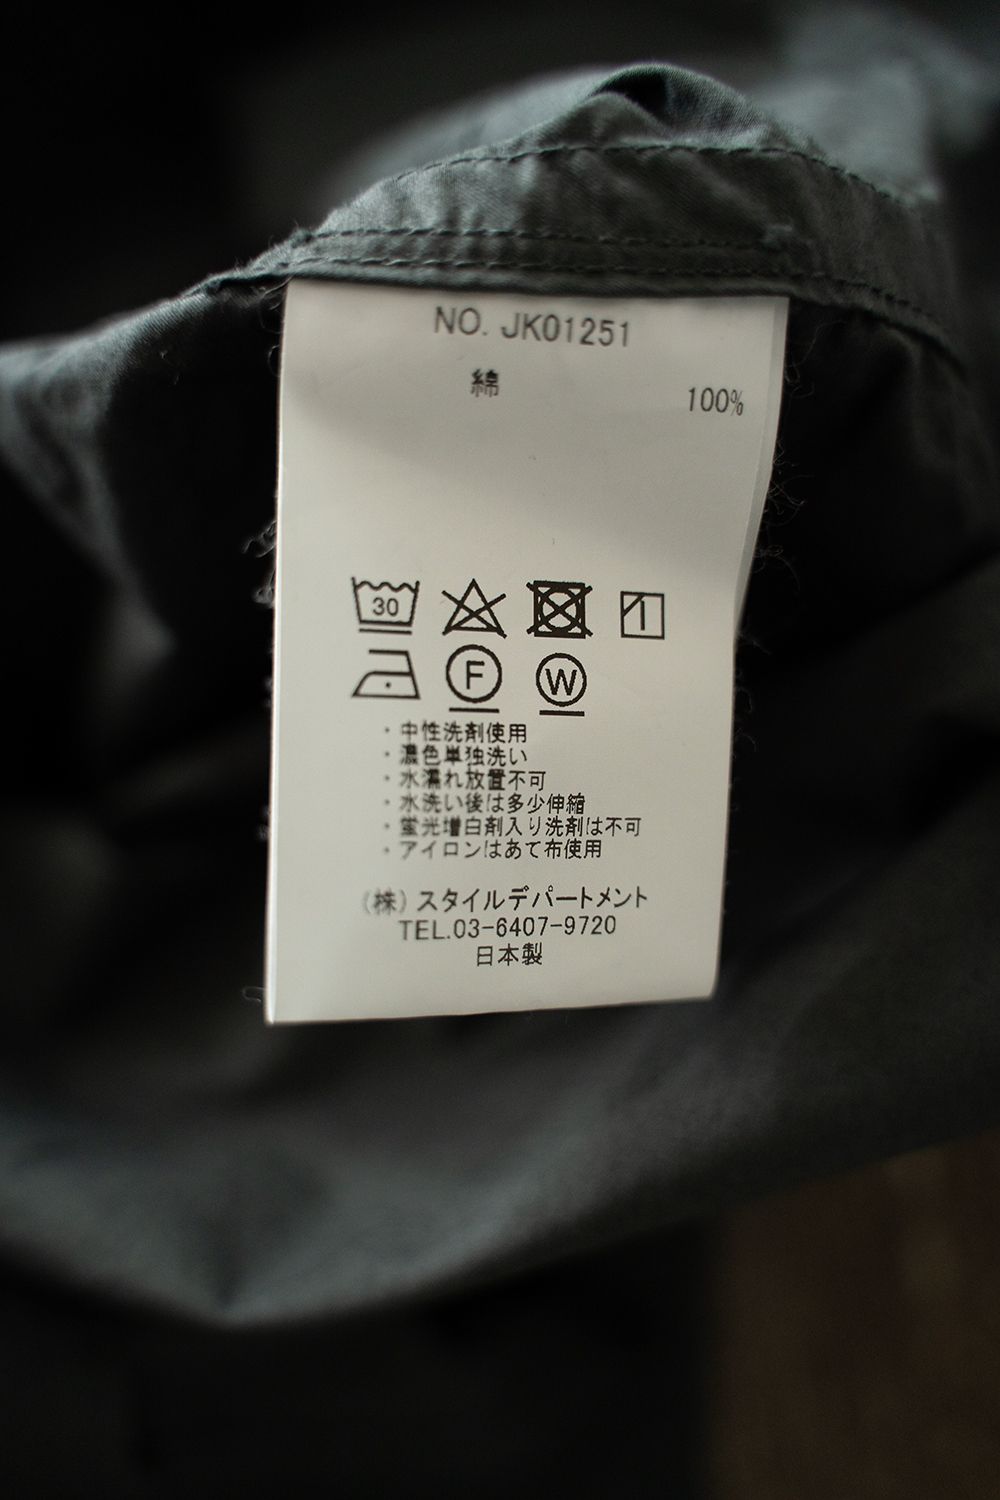 NO. JK01251
綿 100%
30
F W
・中性洗剤使用
・濃色単独洗い
・水濡れ放置不可
・水洗い後は多少伸縮
・蛍光増白剤入り洗剤は不可
・アイロンはあて布使用
(株)スタイルデパートメント
TEL.03-6407-9720
日本製